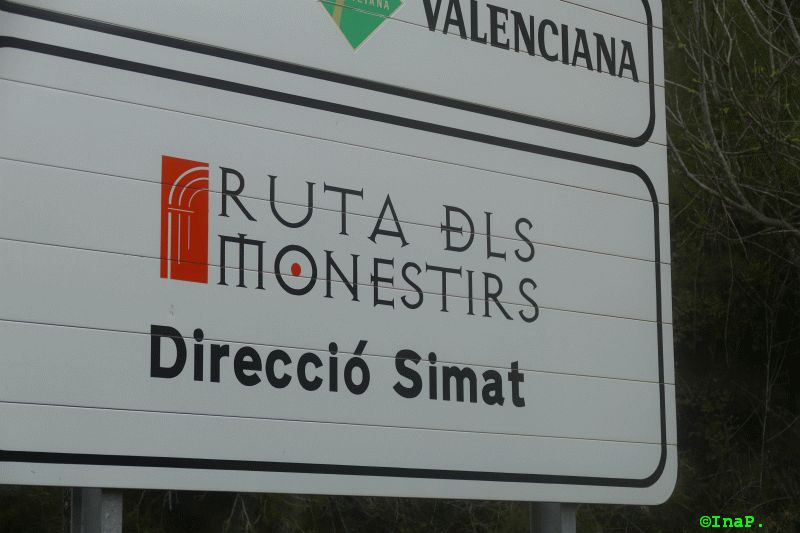 VALENCIANA
RUTA DLS
MONESTIRS
Direcció Simat
©InaP.